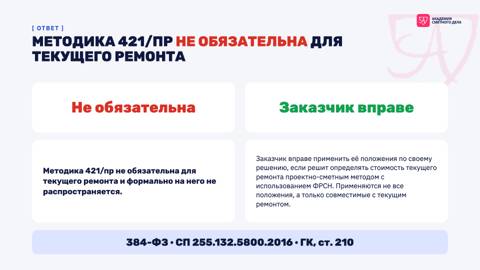 [ ОТВЕТ ]
АКАДЕМИЯ
СМЕТНОГО ДЕЛА
МЕТОДИКА 421/ПР НЕ ОБЯЗАТЕЛЬНА ДЛЯ
ТЕКУЩЕГО РЕМОНТА
Не обязательна
Заказчик вправе
Методика 421/пр не обязательна для
текущего ремонта и формально на него не
распространяется.
Заказчик вправе применить её положения по своему
решению, если решит определять стоимость текущего
ремонта проектно-сметным методом с
использованием ФРСН. Применяются не все
положения, а только совместимые с текущим
ремонтом.
384-ФЗ · СП 255.132.5800.2016 · ГК, ст. 210